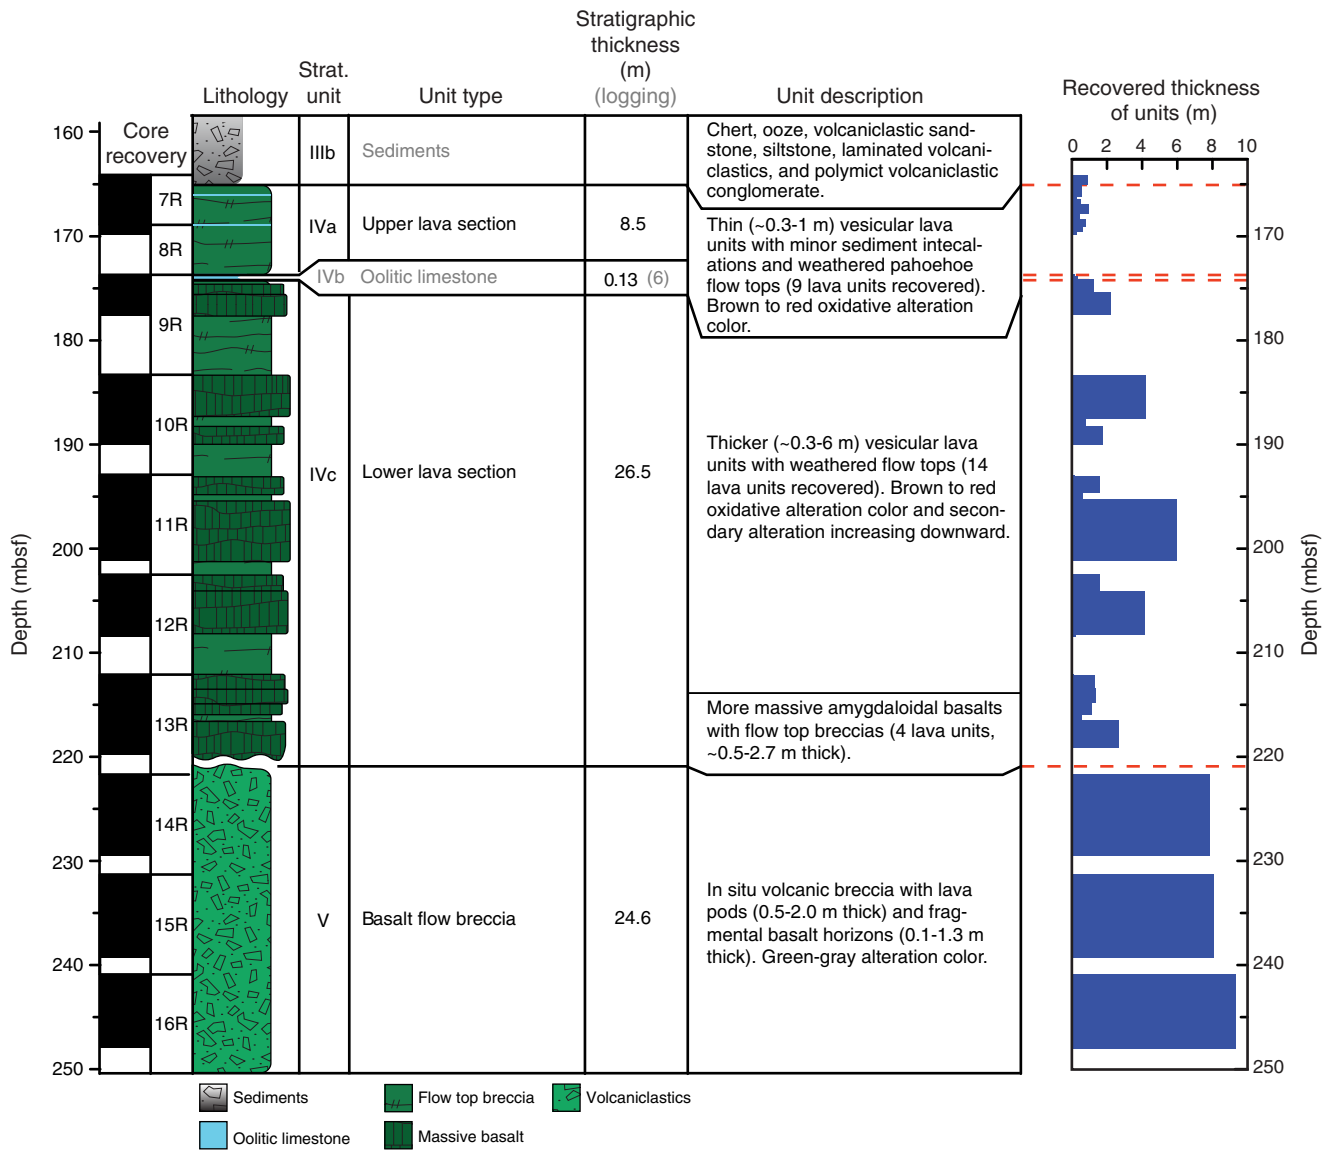 Stratigraphic
thickness
(m)
(logging)
Strat.
unit
Lithology
Unit type
Unit description
Recovered thickness
of units (m)
0 2 4 6 8 10
Core
recovery
Depth (mbsf)
160
170
180
190
200
210
220
230
240
250
7R
8R
9R
10R
11R
12R
13R
14R
15R
16R
IIIb
Sediments
Chert, ooze, volcaniclastic sand-
stone, siltstone, laminated volcani-
clastics, and polymict volcaniclastic
conglomerate.
IVa
Upper lava section
8.5
Thin (~0.3-1 m) vesicular lava
units with minor sediment intecal-
ations and weathered pahoehoe
flow tops (9 lava units recovered).
Brown to red oxidative alteration
color.
IVb
Oolitic limestone
0.13 (6)
IVc
Lower lava section
26.5
Thicker (~0.3-6 m) vesicular lava
units with weathered flow tops (14
lava units recovered). Brown to red
oxidative alteration color and secon-
dary alteration increasing downward.
More massive amygdaloidal basalts
with flow top breccias (4 lava units,
~0.5-2.7 m thick).
V
Basalt flow breccia
24.6
In situ volcanic breccia with lava
pods (0.5-2.0 m thick) and frag-
mental basalt horizons (0.1-1.3 m
thick). Green-gray alteration color.
170
180
190
200
210
220
230
240
250
Depth (mbsf)
Sediments
Flow top breccia
Volcaniclastics
Oolitic limestone
Massive basalt